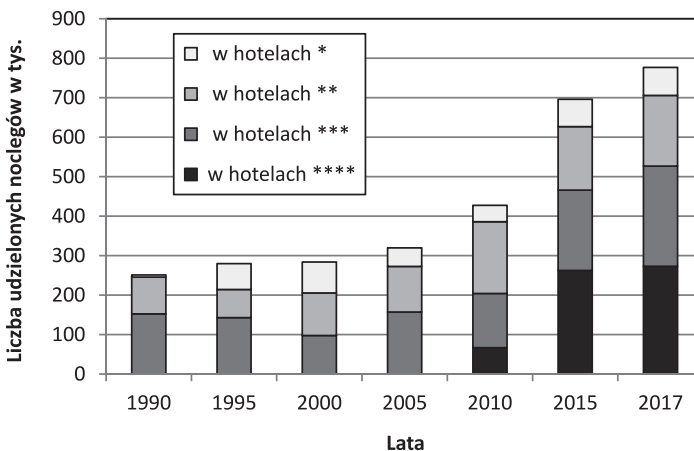 Liczba udzielonych noclegów w tys.
900
800
700
600
500
400
300
200
100
0
w hotelach *
w hotelach **
w hotelach ***
w hotelach ****
1990 1995 2000 2005 2010 2015 2017
Lata